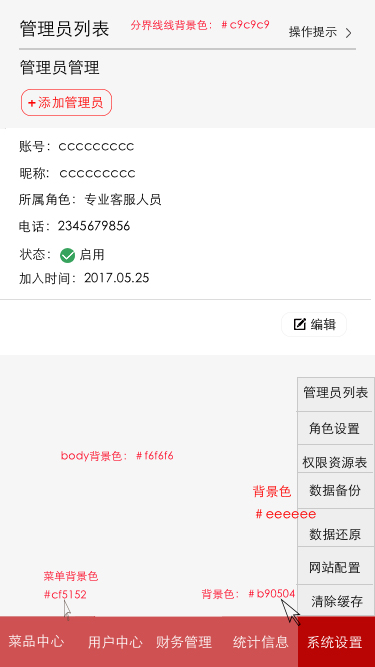 管理员列表
分界线线背景色：＃c9c9c9
操作提示
管理员管理
+添加管理员
账号：ccccccccc
昵称：ccccccccc
所属角色：专业客服人员
电话：2345679856
状态：启用
加入时间：2017.05.25
编辑
管理员列表
角色设置
body背景色：＃f6f6f6
权限资源表
数据备份
背景色
＃eeeeee
数据还原
网站配置
菜单背景色
#cf5152
背景色：＃b90504
清除缓存
菜品中心
用户中心
财务管理
统计信息
系统设置